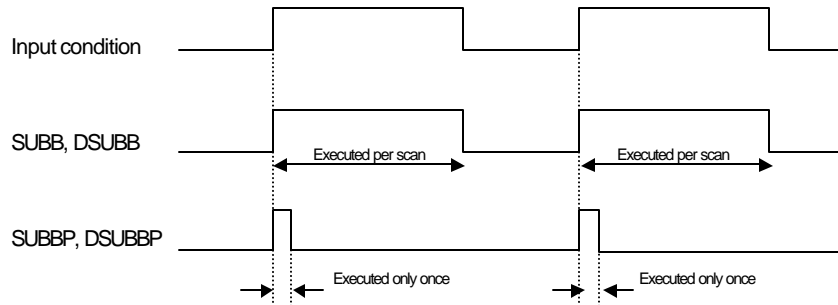 Input condition
SUBB, DSUBB
Executed per scan
Executed per scan
SUBBP, DSUBBP
Executed only once
Executed only once